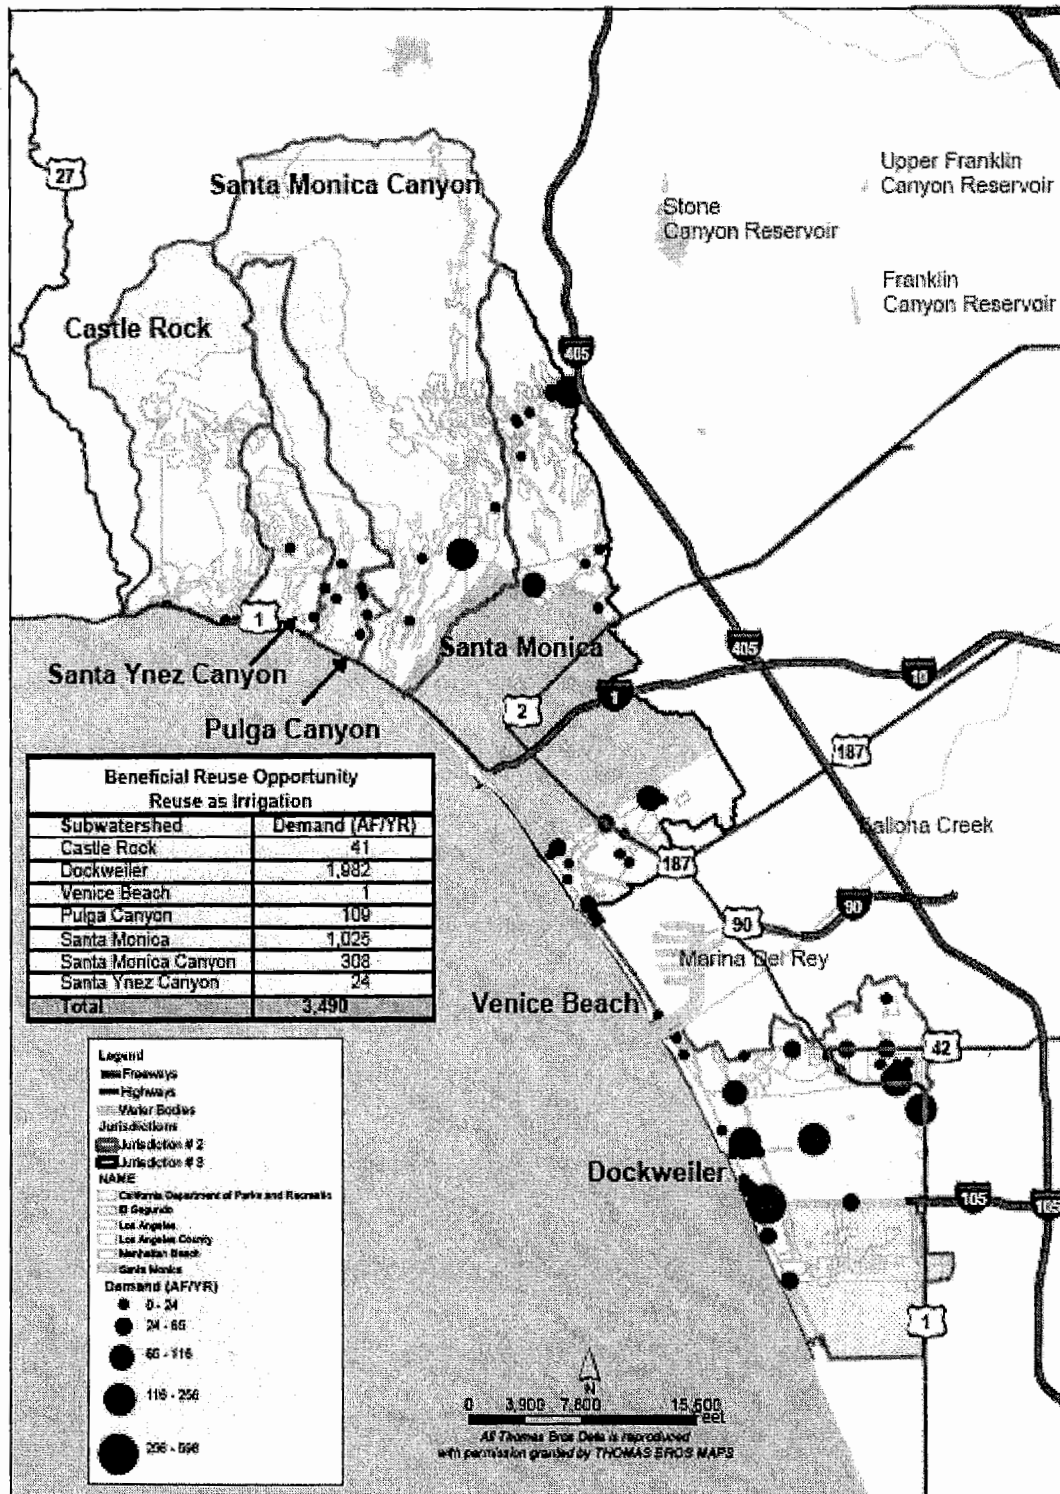 27
Santa Monica Canyon
Upper Franklin
Canyon Reservoir
Stone
Canyon Reservoir
Franklin
Canyon Reservoir
Castle Rock
405
1
Santa Monica
405
Santa Ynez Canyon
10
1
2
Pulga Canyon
187
Beneficial Reuse Opportunity
Reuse as Irrigation
Subwatershed Demand (AF/YR)
Castle Rock 41
Dockweiler 1,982
Venice Beach 1
Pulga Canyon 109
Santa Monica 1,025
Santa Monica Canyon 308
Santa Ynez Canyon 24
Total 3,490
Ballona Creek
187
90
90
Marina Del Rey
Venice Beach
42
Legend
Freeways
Highways
Water Bodies
Jurisdictions
Jurisdiction # 2
Jurisdiction # 3
NAME
California Department of Parks and Recreatio
El Segundo
Los Angeles
Los Angeles County
Manhattan Beach
Santa Monica
Demand (AF/YR)
0 - 24
24 - 65
65 - 116
116 - 256
Dockweiler
105
105
1
N
0 3,900 7,800 15,600
Feet
All Thomas Bros Data is reproduced
with permission granted by THOMAS BROS MAPS